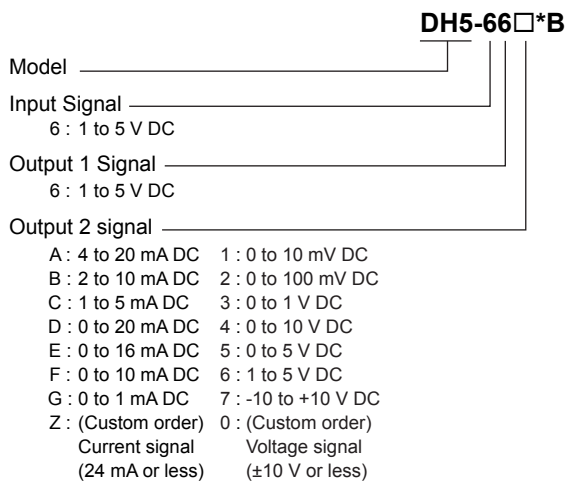 DH5-66□*B
Model
Input Signal
6 : 1 to 5 V DC
Output 1 Signal
6 : 1 to 5 V DC
Output 2 signal
A : 4 to 20 mA DC 1 : 0 to 10 mV DC
B : 2 to 10 mA DC 2 : 0 to 100 mV DC
C : 1 to 5 mA DC 3 : 0 to 1 V DC
D : 0 to 20 mA DC 4 : 0 to 10 V DC
E : 0 to 16 mA DC 5 : 0 to 5 V DC
F : 0 to 10 mA DC 6 : 1 to 5 V DC
G : 0 to 1 mA DC 7 : -10 to +10 V DC
Z : (Custom order) 0 : (Custom order)
Current signal Voltage signal
(24 mA or less) (±10 V or less)